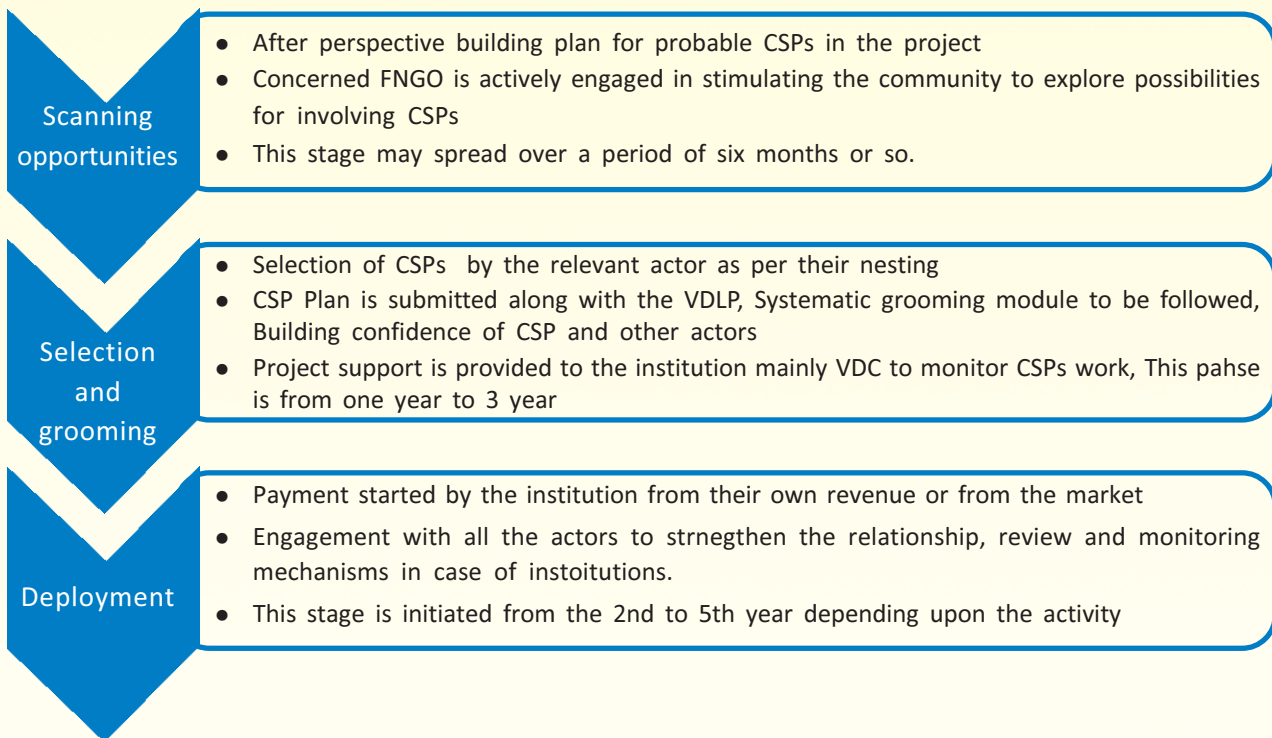 Scanning
opportunities
● After perspective building plan for probable CSPs in the project
● Concerned FNGO is actively engaged in stimulating the community to explore possibilities
for involving CSPs
● This stage may spread over a period of six months or so.
Selection
and
grooming
● Selection of CSPs by the relevant actor as per their nesting
● CSP Plan is submitted along with the VDLP, Systematic grooming module to be followed,
Building confidence of CSP and other actors
● Project support is provided to the institution mainly VDC to monitor CSPs work, This pahse
is from one year to 3 year
Deployment
● Payment started by the institution from their own revenue or from the market
● Engagement with all the actors to strnegthen the relationship, review and monitoring
mechanisms in case of instoitutions.
● This stage is initiated from the 2nd to 5th year depending upon the activity